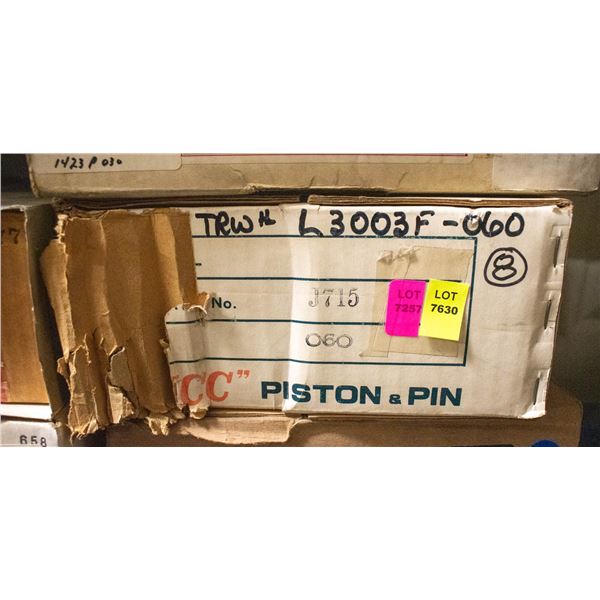 1423 P 030
TRW # L3003F-060
8
No. J715
LOT 7257
LOT 7630
060
CC" PISTON & PIN
658